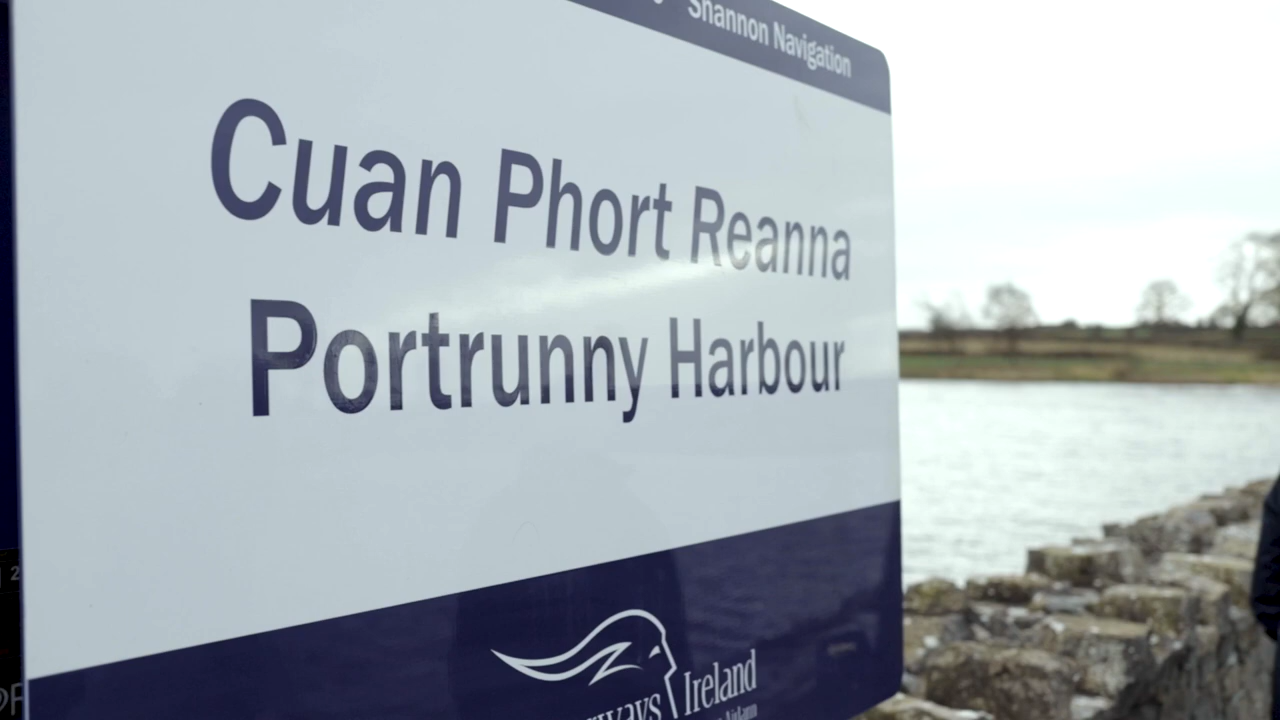 Shannon Navigation
Cuan Phort Reanna
Portrunny Harbour
Ireland